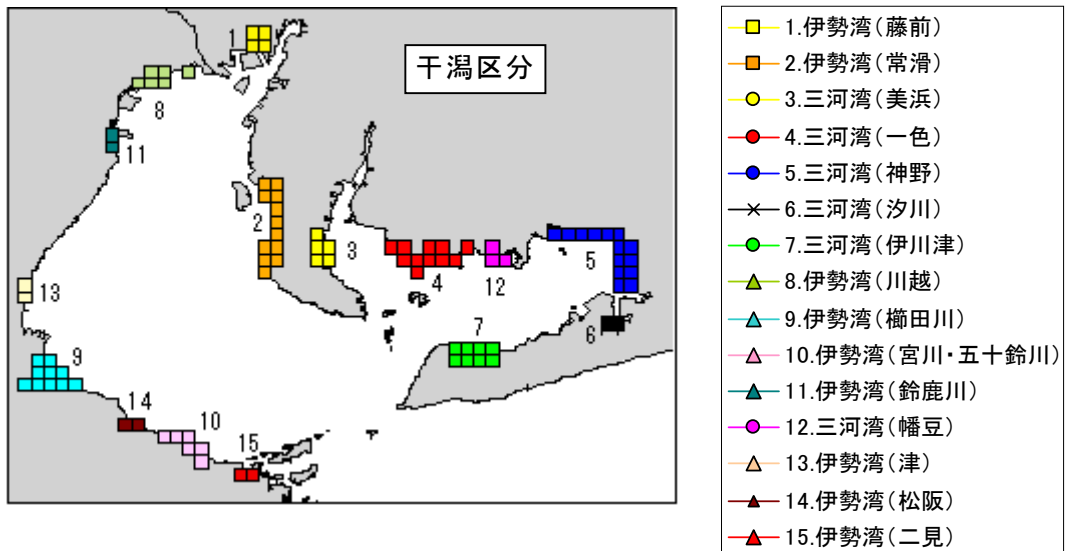 干潟区分
1
8
11
2
3
4
12
5
13
7
6
9
14
10
15
1.伊勢湾(藤前)
2.伊勢湾(常滑)
3.三河湾(美浜)
4.三河湾(一色)
5.三河湾(神野)
6.三河湾(汐川)
7.三河湾(伊川津)
8.伊勢湾(川越)
9.伊勢湾(櫛田川)
10.伊勢湾(宮川・五十鈴川)
11.伊勢湾(鈴鹿川)
12.三河湾(幡豆)
13.伊勢湾(津)
14.伊勢湾(松阪)
15.伊勢湾(二見)